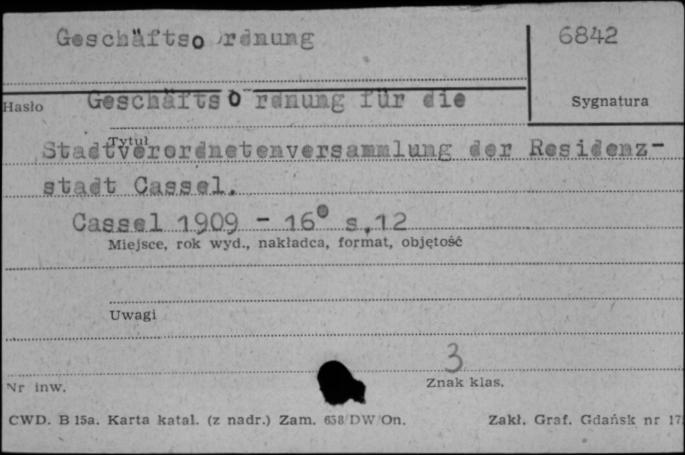 Geschäftsordnung
6842
Hasło
Geschäftsordnung für die
Sygnatura
Tytuł
Stadtverordnetenversammlung der Residenz-
stadt Cassel.
Cassel 1909 - 16° s.12
Miejsce, rok wyd., nakładca, format, objętość
Uwagi
3
Nr inw.
Znak klas.
CWD. B 15a. Karta katal. (z nadr.) Zam. 658/DW/On.
Zakł. Graf. Gdańsk nr 17